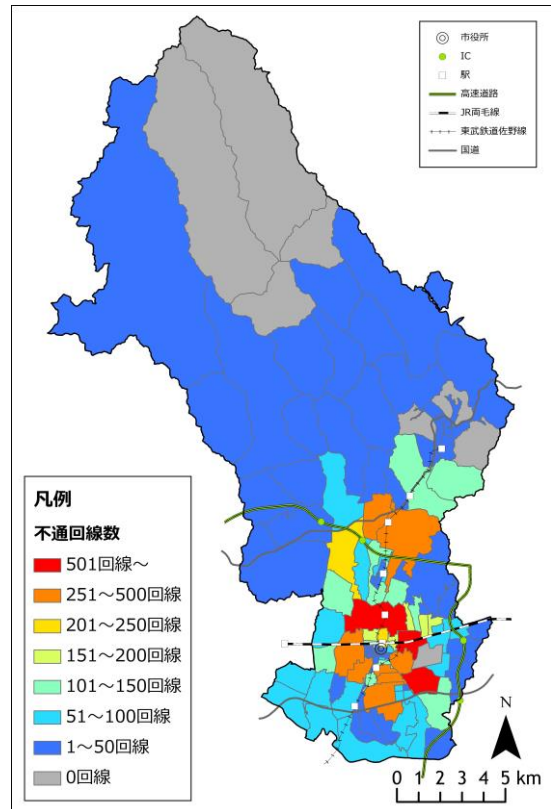 市役所
IC
駅
高速道路
JR両毛線
東武鉄道佐野線
国道
凡例
不通回線数
501回線～
251～500回線
201～250回線
151～200回線
101～150回線
51～100回線
1～50回線
0回線
N
0 1 2 3 4 5 km